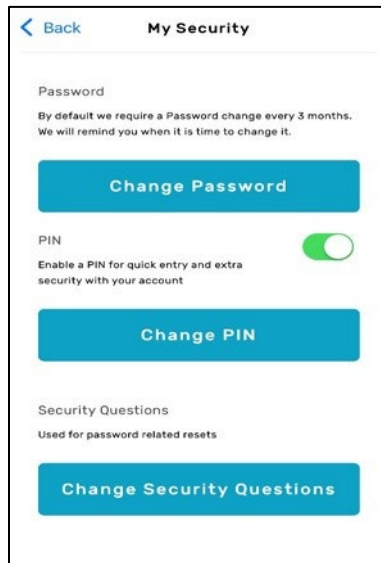 Back My Security
Password
By default we require a Password change every 3 months.
We will remind you when it is time to change it.
Change Password
PIN
Enable a PIN for quick entry and extra
security with your account
Change PIN
Security Questions
Used for password related resets
Change Security Questions